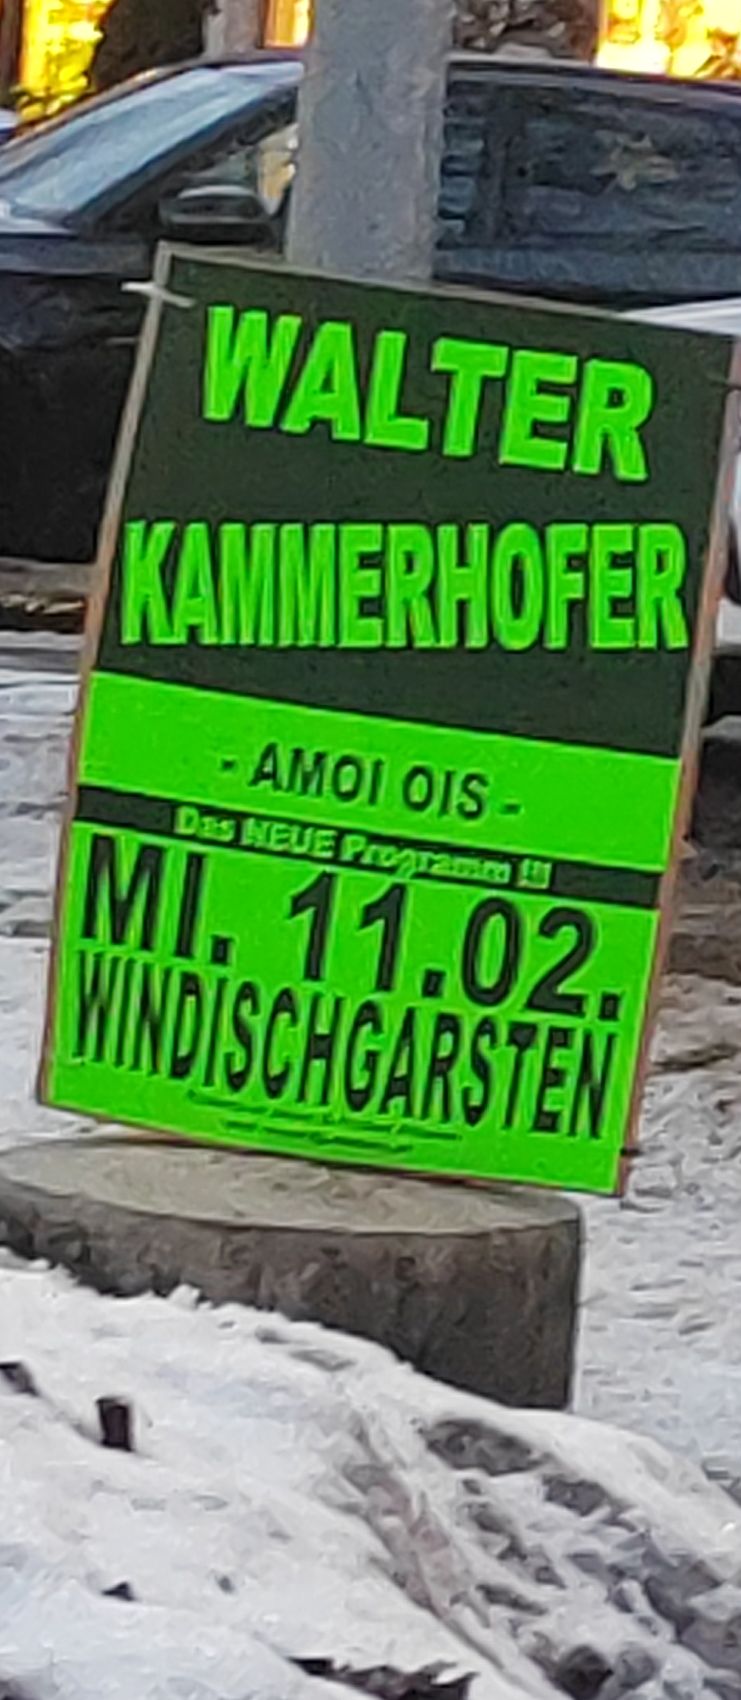 WALTER
KAMMERHOFER
- AMOI OIS -
Das NEUE Programm !!!
MI. 11.02.
WINDISCHGARSTEN